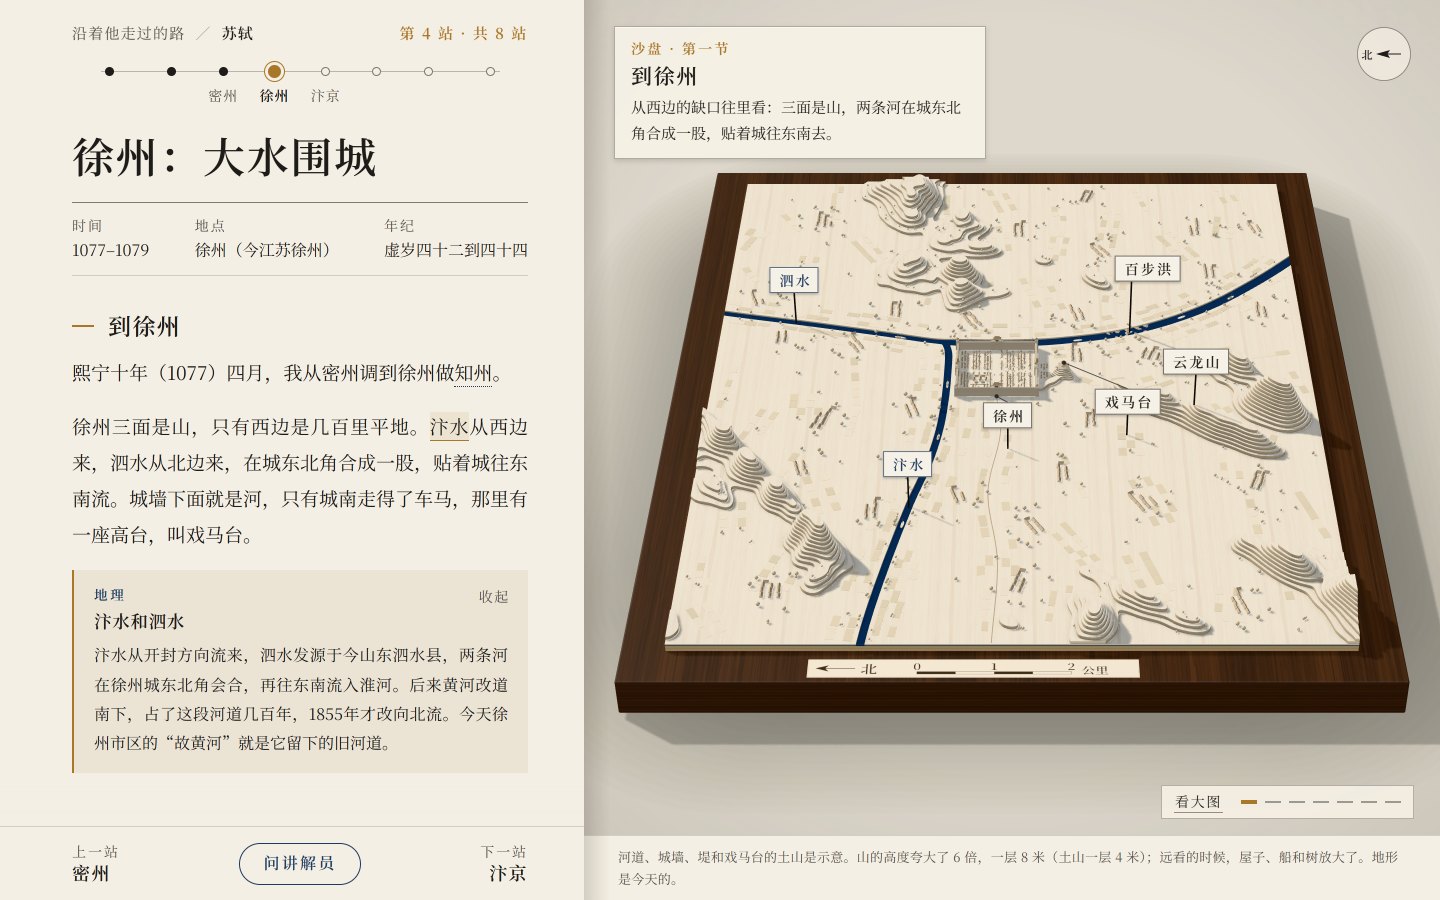 沿着他走过的路 ╱ 苏轼
第 4 站 · 共 8 站
密州 徐州 汴京
徐州：大水围城
时间 地点 年纪
1077–1079 徐州（今江苏徐州） 虚岁四十二到四十四
到徐州
熙宁十年（1077）四月，我从密州调到徐州做知州。
徐州三面是山，只有西边是几百里平地。汴水从西边
来，泗水从北边来，在城东北角合成一股，贴着城往东
南流。城墙下面就是河，只有城南走得了车马，那里有
一座高台，叫戏马台。
地理 收起
汴水和泗水
汴水从开封方向流来，泗水发源于今山东泗水县，两条河
在徐州城东北角会合，再往东南流入淮河。后来黄河改道
南下，占了这段河道几百年，1855年才改向北流。今天徐
州市区的“故黄河”就是它留下的旧河道。
上一站
密州
问讲解员
下一站
汴京
沙盘 · 第一节
到徐州
从西边的缺口往里看：三面是山，两条河在城东北
角合成一股，贴着城往东南去。
北
百步洪
泗水
云龙山
戏马台
徐州
汴水
北 0 1 2 公里
看大图
河道、城墙、堤和戏马台的土山是示意。山的高度夸大了 6 倍，一层 8 米（土山一层 4 米）；远看的时候，屋子、船和树放大了。地形
是今天的。